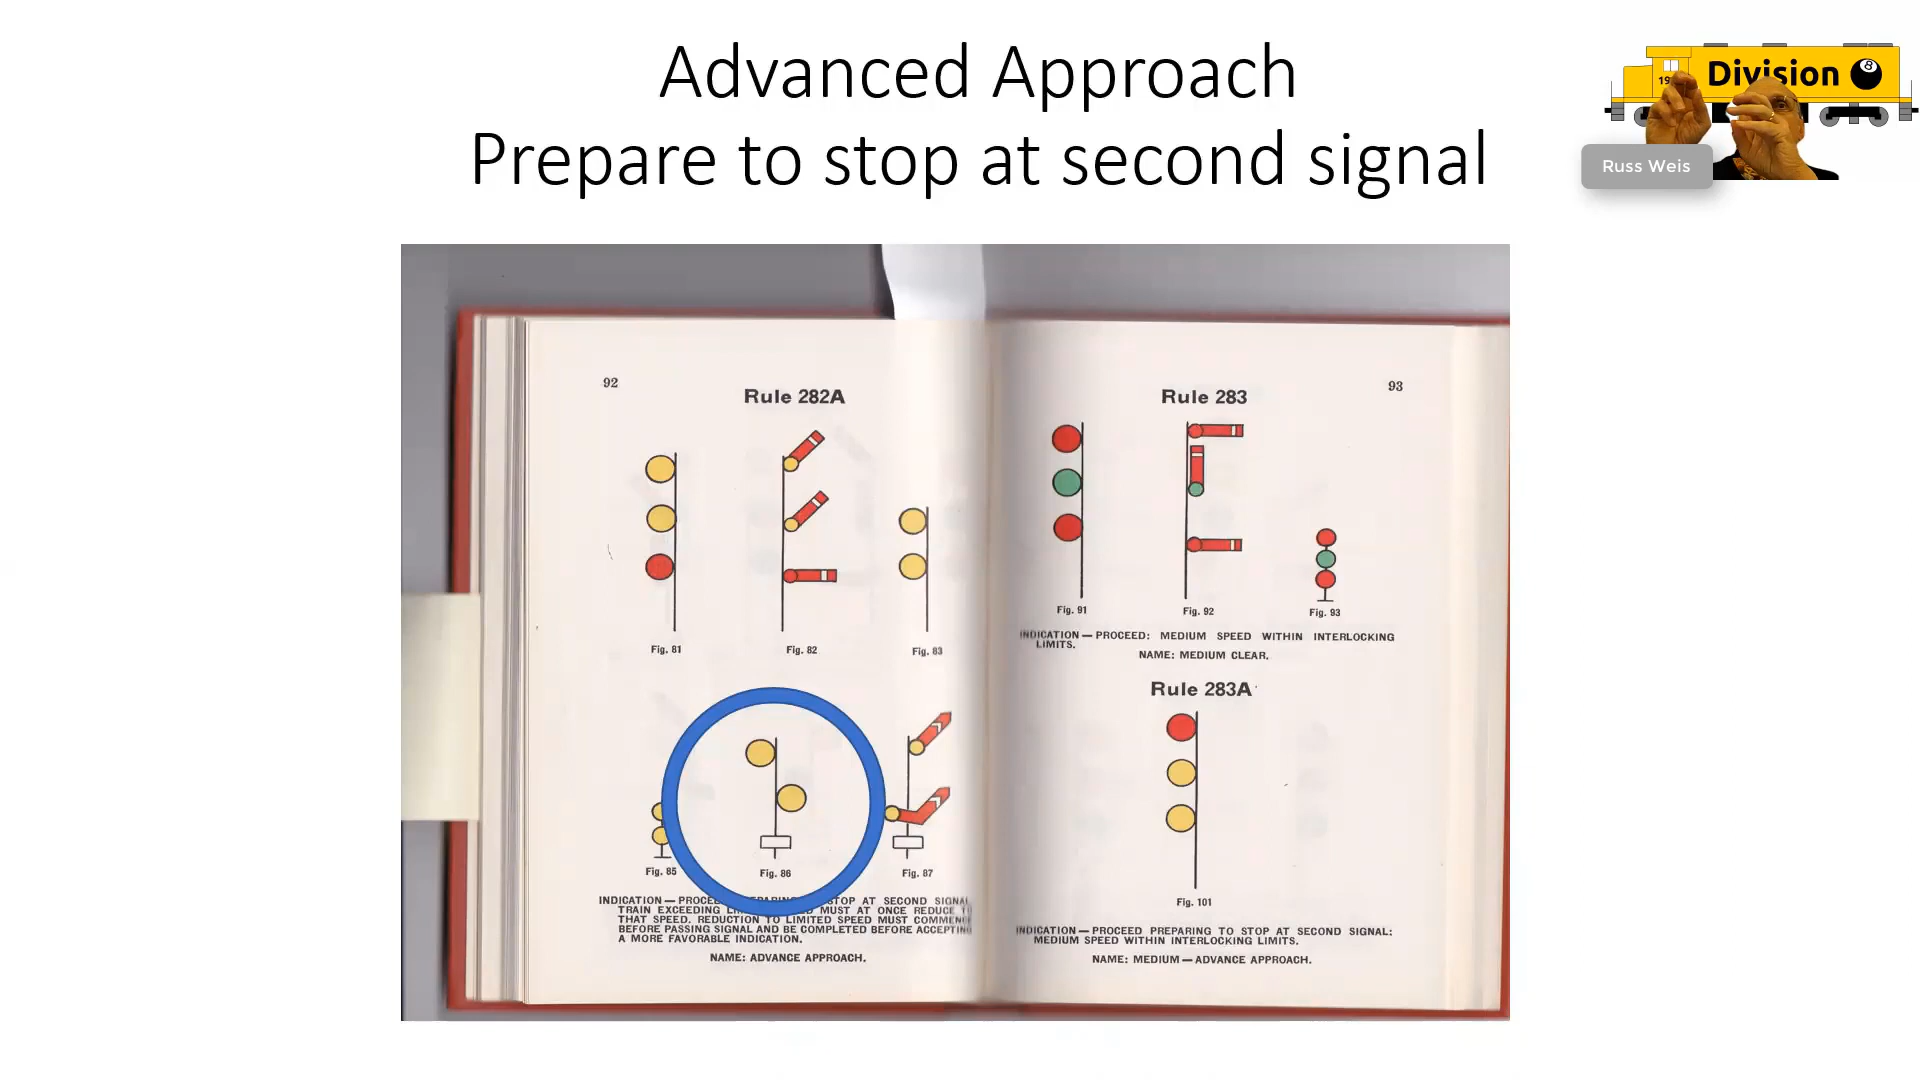 Advanced Approach
Prepare to stop at second signal
Division 8
19
Russ Weis
92
Rule 282A
Fig. 81
Fig. 82
Fig. 83
Fig. 85
Fig. 86
Fig. 87
INDICATION—PROCEED STOP AT SECOND SIGNAL
TRAIN EXCEEDING MUST AT ONCE REDUCE
THAT SPEED. REDUCTION TO LIMITED SPEED MUST COMMENCE
BEFORE PASSING SIGNAL AND BE COMPLETED BEFORE ACCEPTING
A MORE FAVORABLE INDICATION.
NAME: ADVANCE APPROACH.
93
Rule 283
Fig. 91
Fig. 92
Fig. 93
INDICATION—PROCEED: MEDIUM SPEED WITHIN INTERLOCKING
LIMITS.
NAME: MEDIUM CLEAR.
Rule 283A
Fig. 101
INDICATION—PROCEED PREPARING TO STOP AT SECOND SIGNAL:
MEDIUM SPEED WITHIN INTERLOCKING LIMITS.
NAME: MEDIUM—ADVANCE APPROACH.